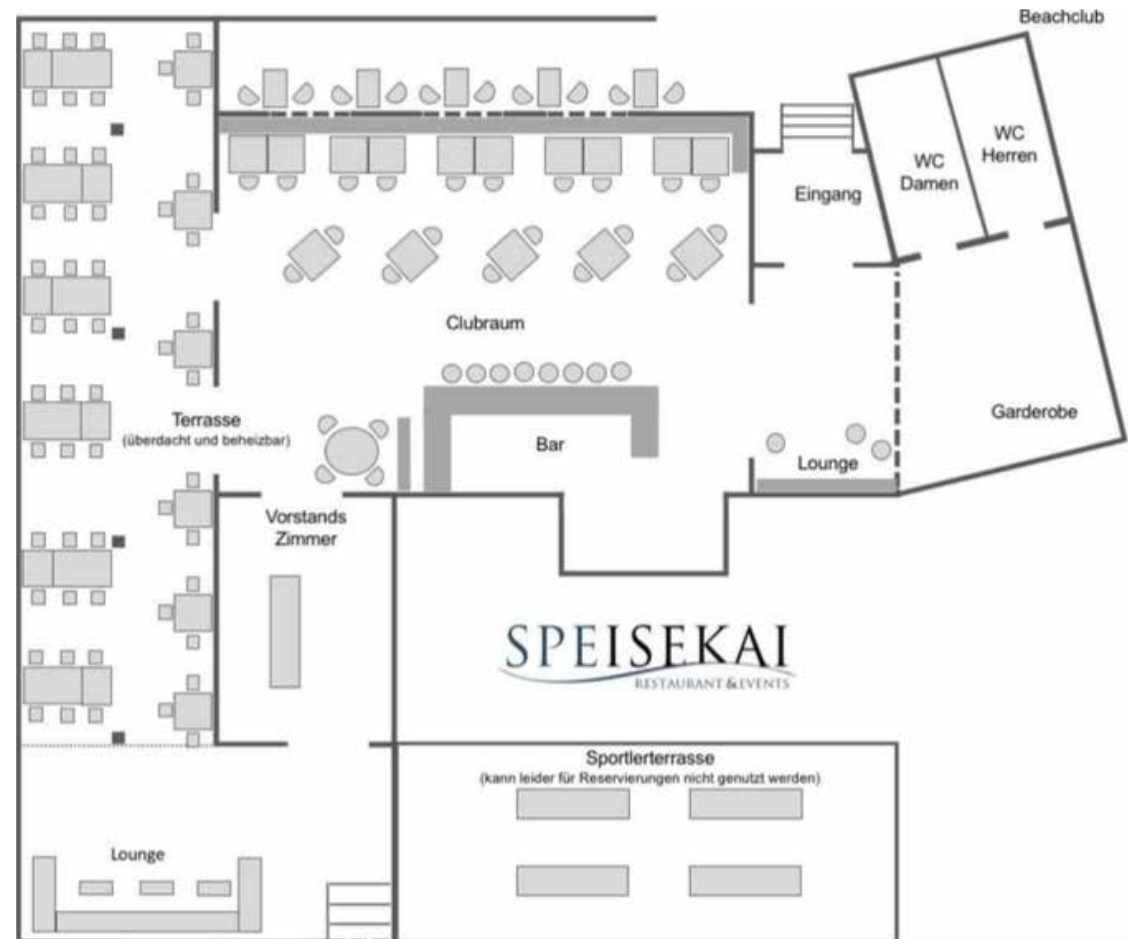 Beachclub
WC
Herren
WC
Damen
Eingang
Clubraum
Terrasse
(überdacht und beheizbar)
Garderobe
Bar
Lounge
Vorstands
Zimmer
SPEISEKAI
RESTAURANT & EVENTS
Sportlerterrasse
(kann leider für Reservierungen nicht genutzt werden)
Lounge